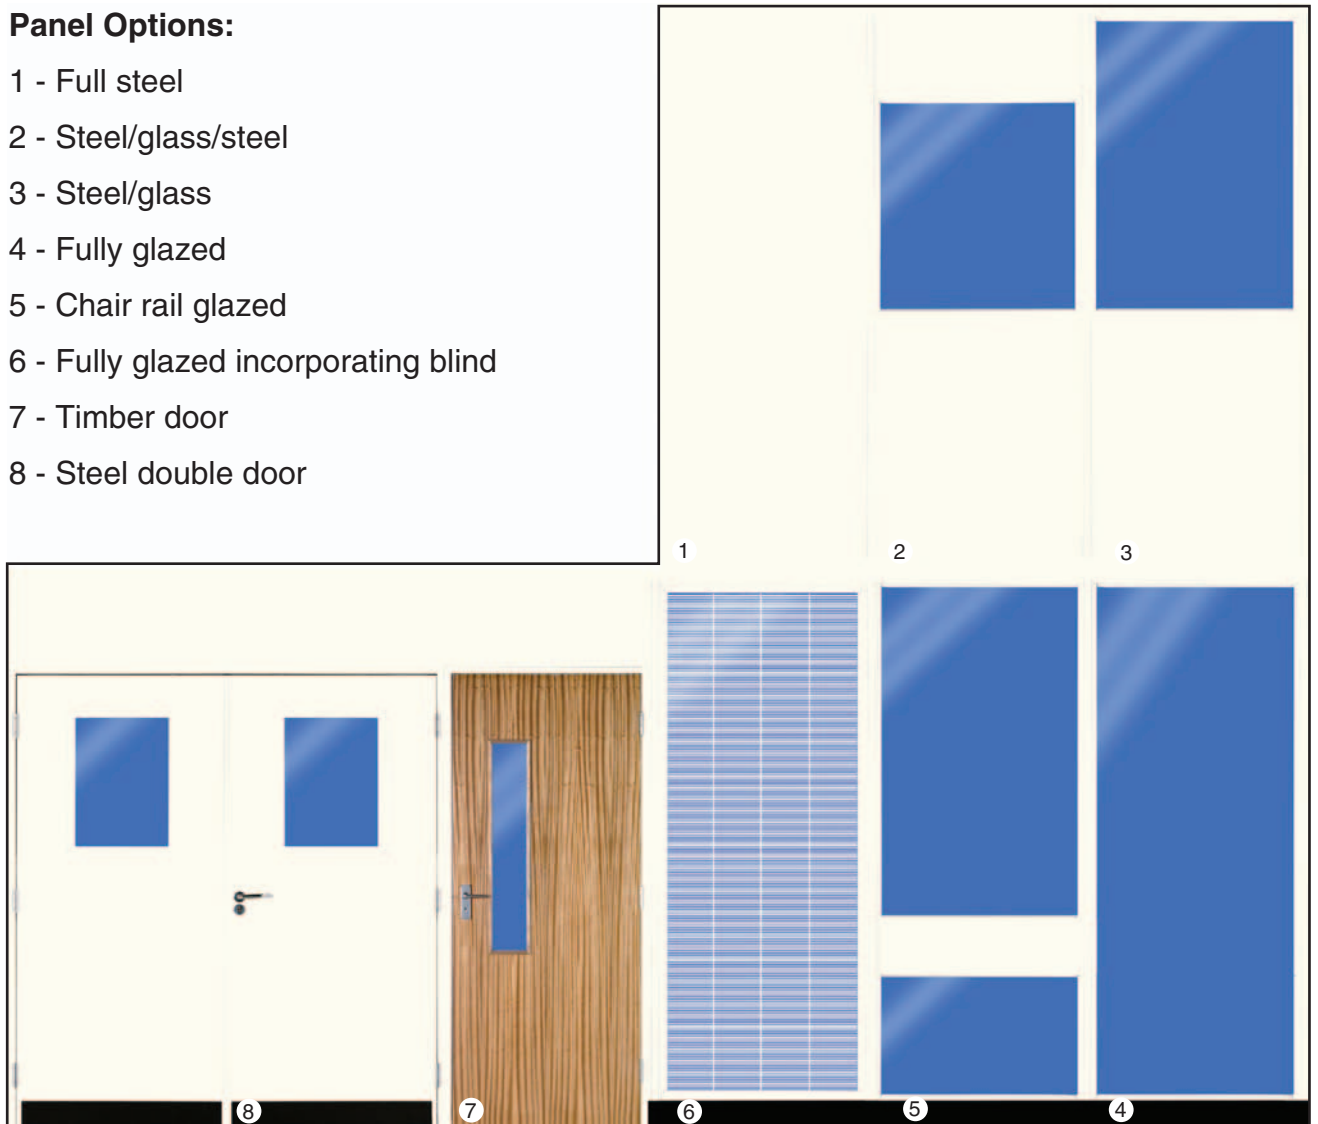 Panel Options:
1 - Full steel
2 - Steel/glass/steel
3 - Steel/glass
4 - Fully glazed
5 - Chair rail glazed
6 - Fully glazed incorporating blind
7 - Timber door
8 - Steel double door
1 2 3
8 7 6 5 4